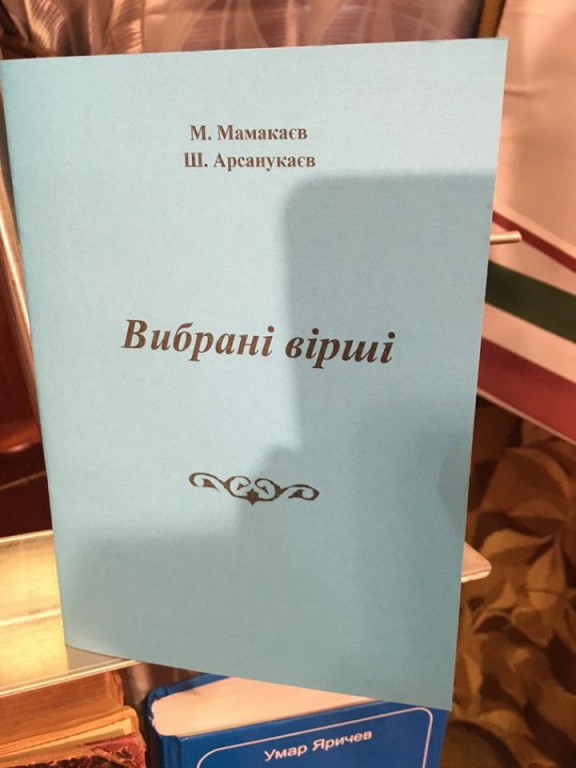 М. Мамакаєв
Ш. Арсанукаєв
Вибрані вірші
Умар Яричев